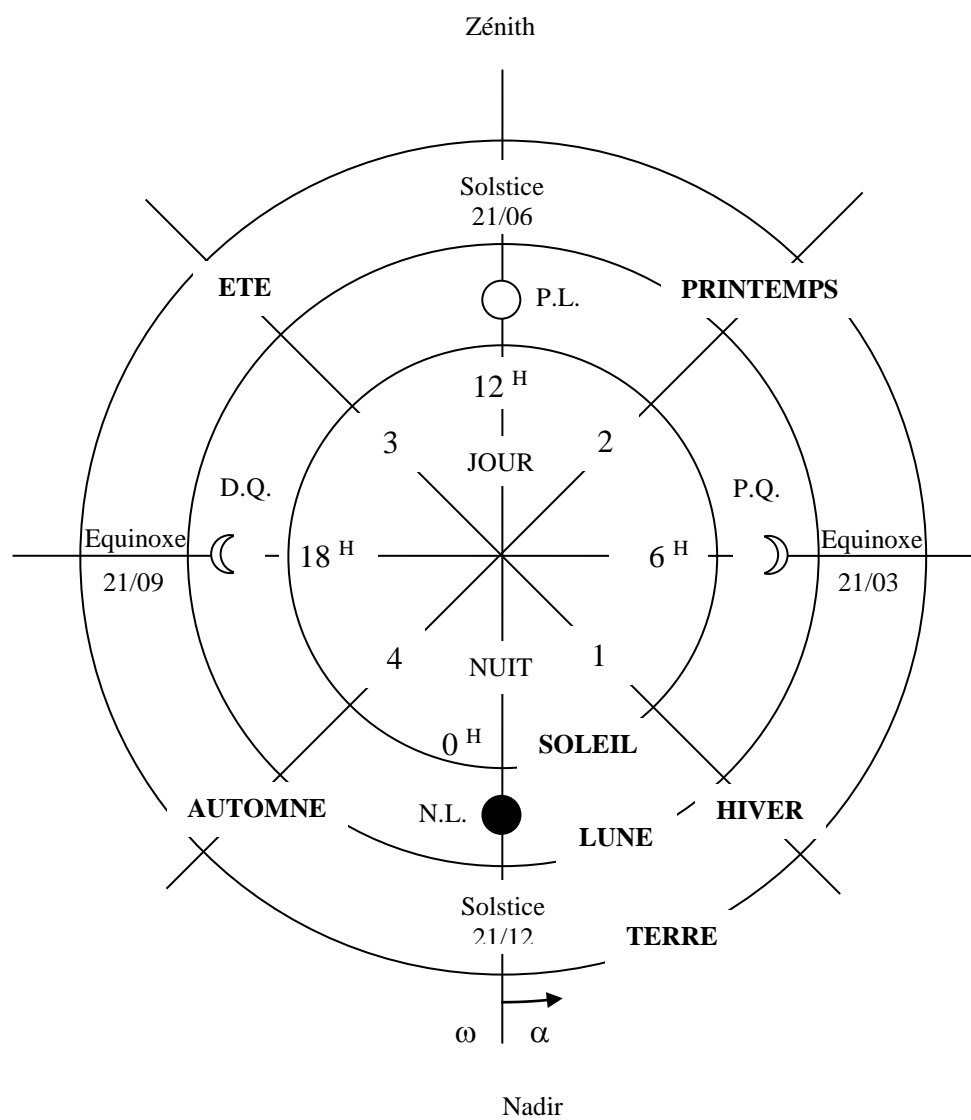 Zénith
Solstice
21/06
ETE
PRINTEMPS
P.L.
12 H
3
2
JOUR
D.Q.
P.Q.
Equinoxe
18 H
6 H
Equinoxe
21/09
21/03
4
NUIT
1
0 H
SOLEIL
AUTOMNE
N.L.
HIVER
LUNE
Solstice
21/12
TERRE
ω
α
Nadir